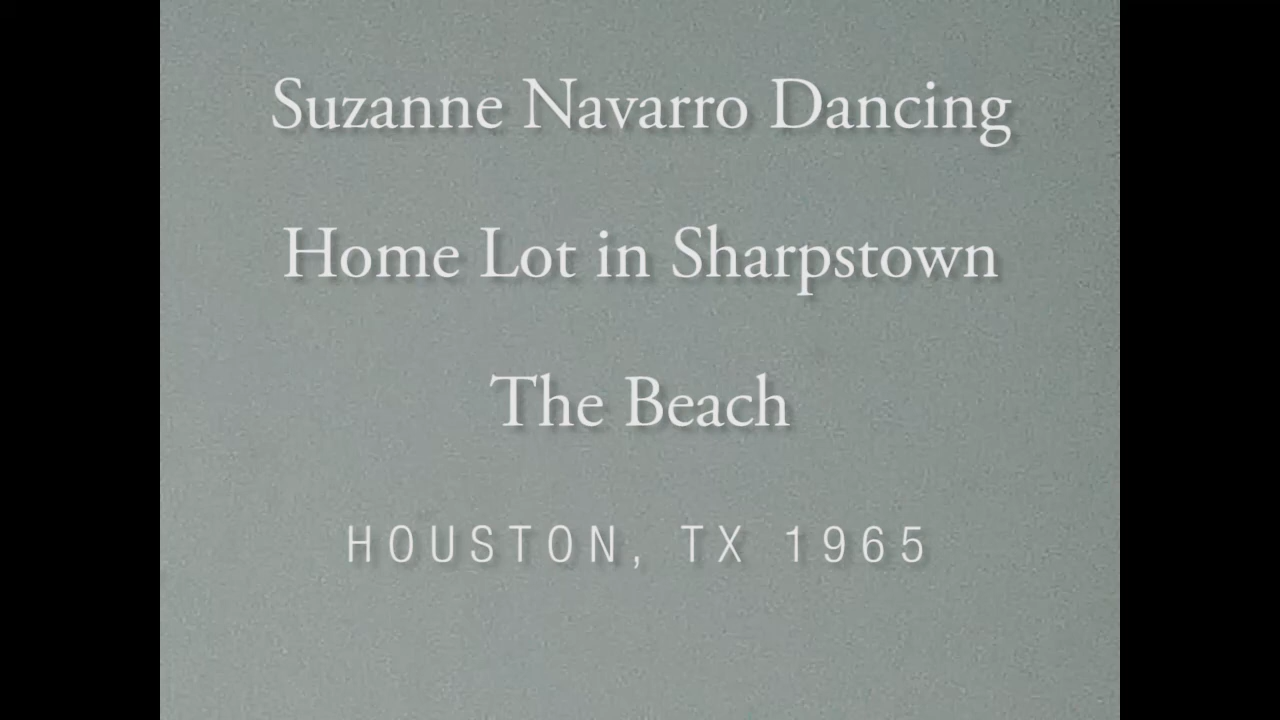 Suzanne Navarro Dancing
Home Lot in Sharpstown
The Beach
HOUSTON, TX 1965